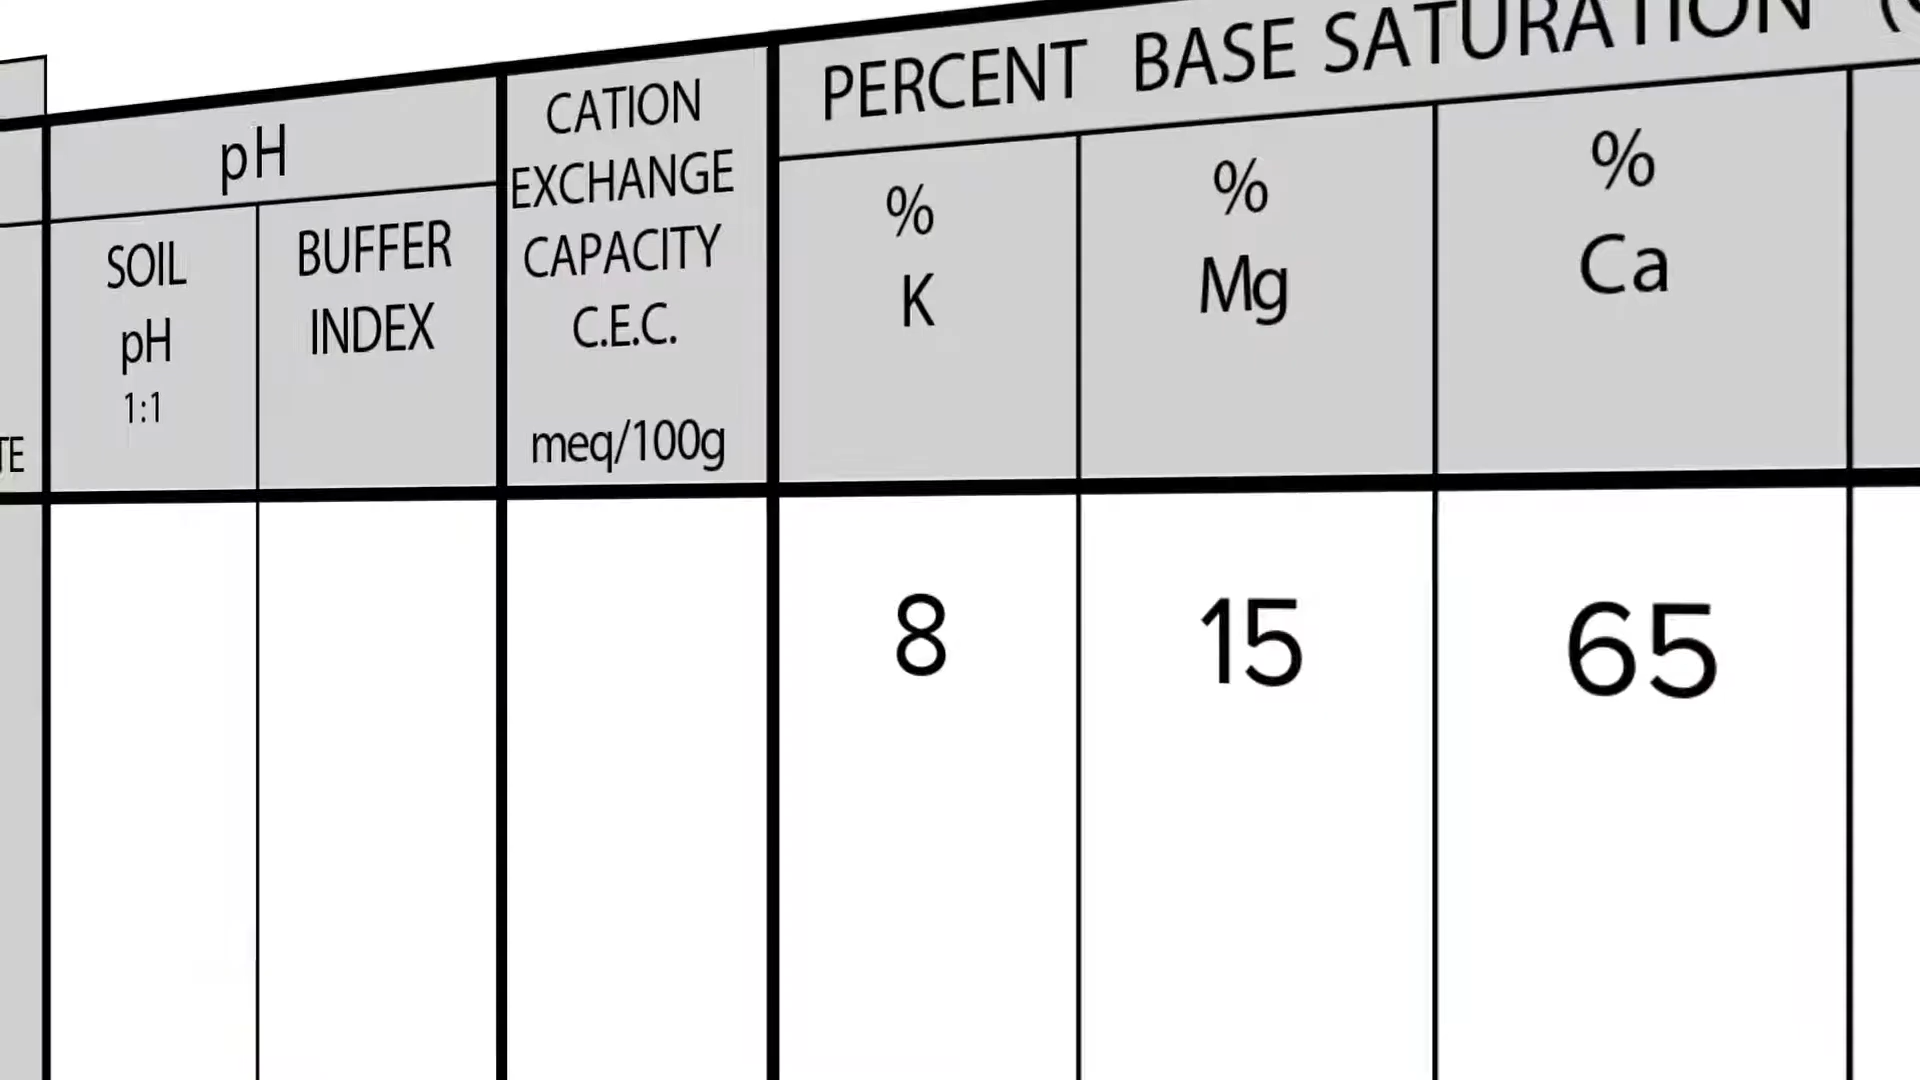 PERCENT BASE SATURATION
pH
CATION
EXCHANGE
CAPACITY
C.E.C.
meq/100g
SOIL
pH
1:1
BUFFER
INDEX
%
K
%
Mg
%
Ca
8
15
65